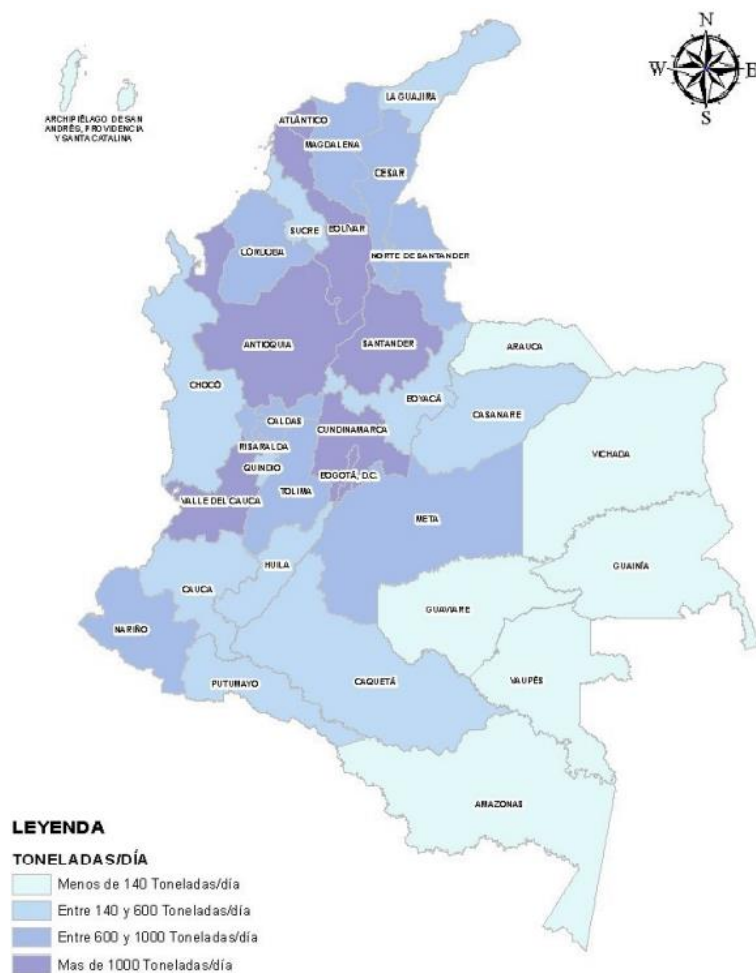 N
W
E
S
ARCHIPIÉLAGO DE SAN
ANDRÉS, PROVIDENCIA
Y SANTA CATALINA
LA GUAJIRA
ATLÁNTICO
MAGDALENA
CESAR
SUCRE
BOLÍVAR
CÓRDOBA
NORTE DE SANTANDER
ANTIOQUIA
SANTANDER
ARAUCA
CHOCÓ
BOYACÁ
CASANARE
CALDAS
CUNDINAMARCA
RISARALDA
VICHADA
QUINDIO
BOGOTÁ, D.C.
VALLE DEL CAUCA
TOLIMA
META
HUILA
GUAINÍA
CAUCA
GUAVIARE
NARIÑO
PUTUMAYO
CAQUETÁ
VAUPÉS
AMAZONAS
LEYENDA
TONELADAS/DÍA
Menos de 140 Toneladas/día
Entre 140 y 600 Toneladas/día
Entre 600 y 1000 Toneladas/día
Mas de 1000 Toneladas/día